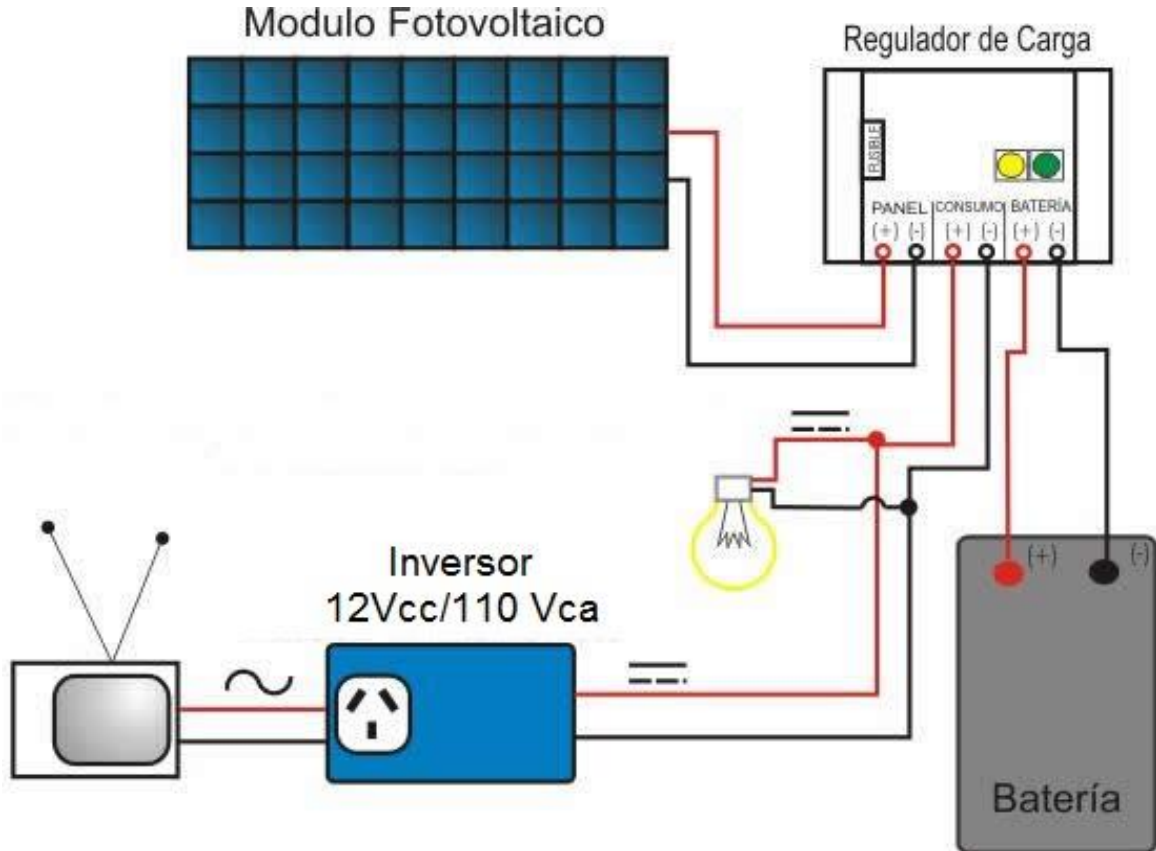 Modulo Fotovoltaico
Regulador de Carga
FUSIBLE
PANEL CONSUMO BATERÍA
(+) (-) (+) (-) (+) (-)
(+) (-)
Inversor
12Vcc/110 Vca
Batería